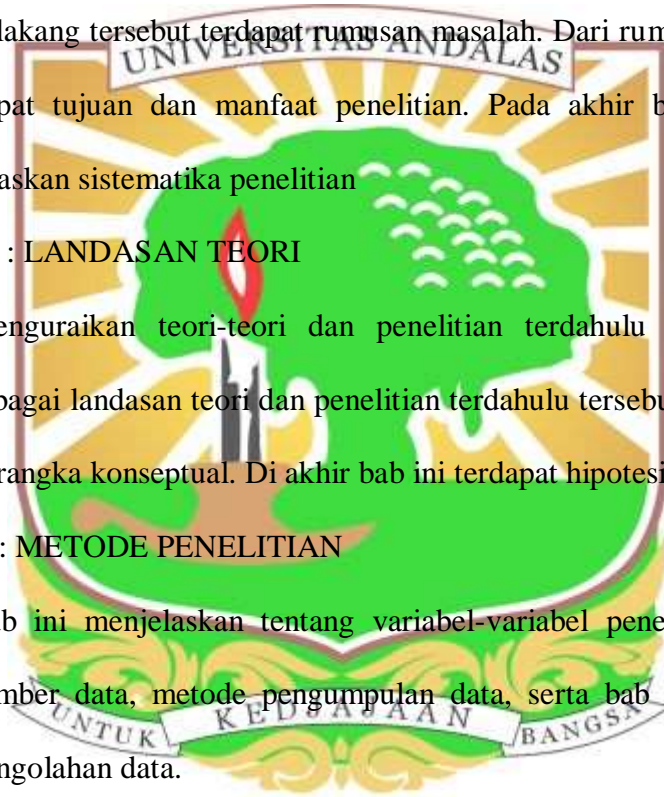 lakang tersebut terdapat rumusan masalah. Dari rum
UNIVERSITAS ANDALAS
pat tujuan dan manfaat penelitian. Pada akhir b
askan sistematika penelitian
: LANDASAN TEORI
enguraikan teori-teori dan penelitian terdahulu
bagai landasan teori dan penelitian terdahulu tersebu
rangka konseptual. Di akhir bab ini terdapat hipotesi
: METODE PENELITIAN
b ini menjelaskan tentang variabel-variabel pene
mber data, metode pengumpulan data, serta bab
UNTUK KEDJAJAAN BANGSA
ngolahan data.